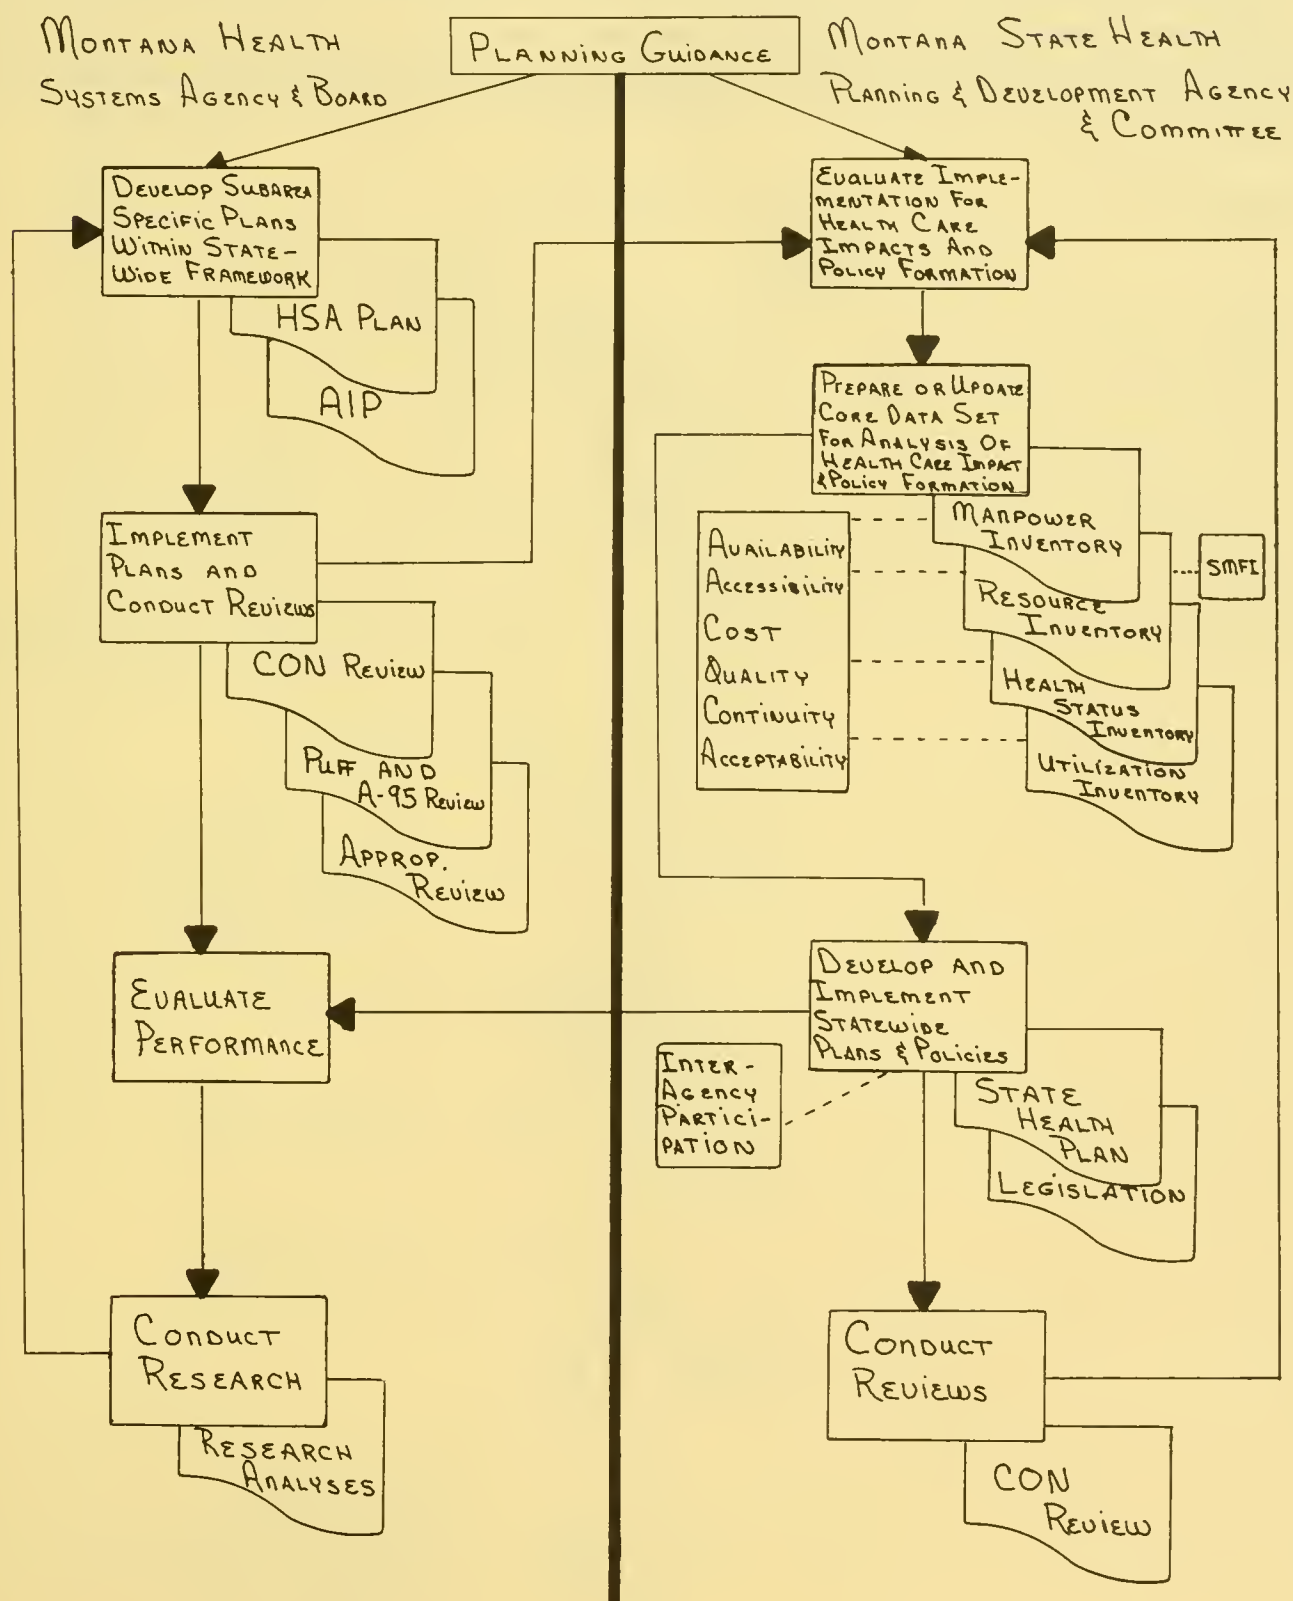 Montana Health
Systems Agency & Board
Planning Guidance
Montana State Health
Planning & Development Agency
& Committee
Develop Subarea
Specific Plans
Within State-
Wide Framework
HSA Plan
AIP
Implement
Plans and
Conduct Reviews
CON Review
Puff and
A-95 Review
Approp.
Review
Evaluate
Performance
Conduct
Research
Research
Analyses
Evaluate Imple-
mentation For
Health Care
Impacts And
Policy Formation
Prepare or Update
Core Data Set
For Analysis Of
Health Care Impact
& Policy Formation
Manpower
Inventory
Resource
Inventory
Health
Status
Inventory
Utilization
Inventory
SMFI
Availability
Accessibility
Cost
Quality
Continuity
Acceptability
Develop and
Implement
Statewide
Plans & Policies
Inter-
Agency
Partici-
pation
State
Health
Plan
Legislation
Conduct
Reviews
CON
Review